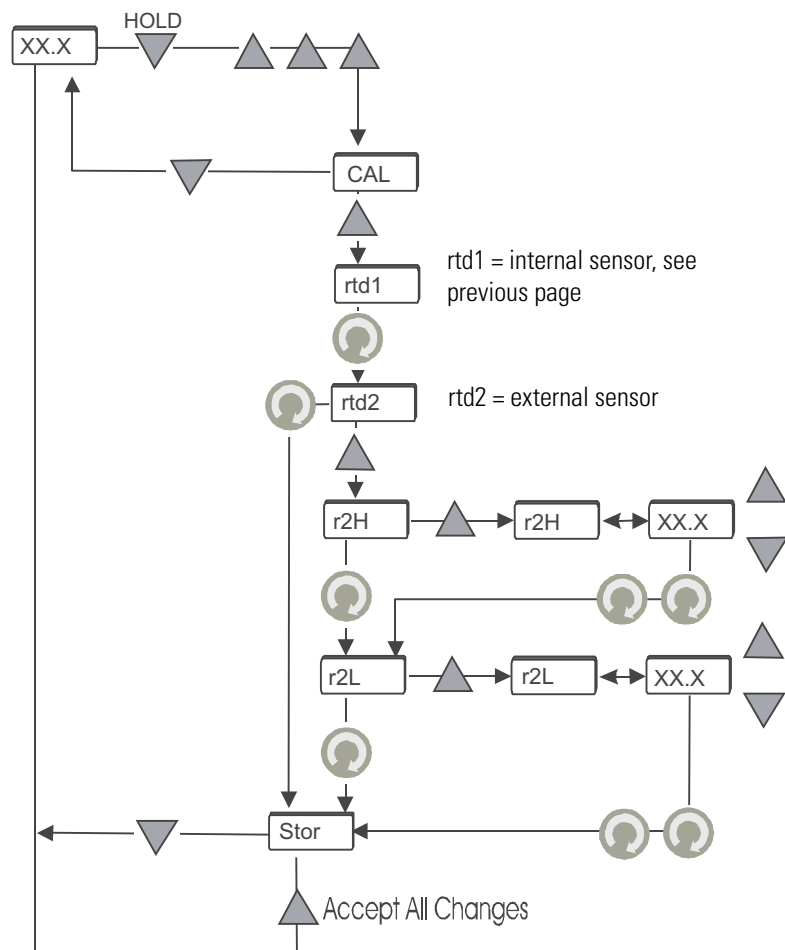 HOLD
XX.X
CAL
rtd1
rtd1 = internal sensor, see
previous page
rtd2
rtd2 = external sensor
r2H
r2H
XX.X
r2L
r2L
XX.X
Stor
Accept All Changes